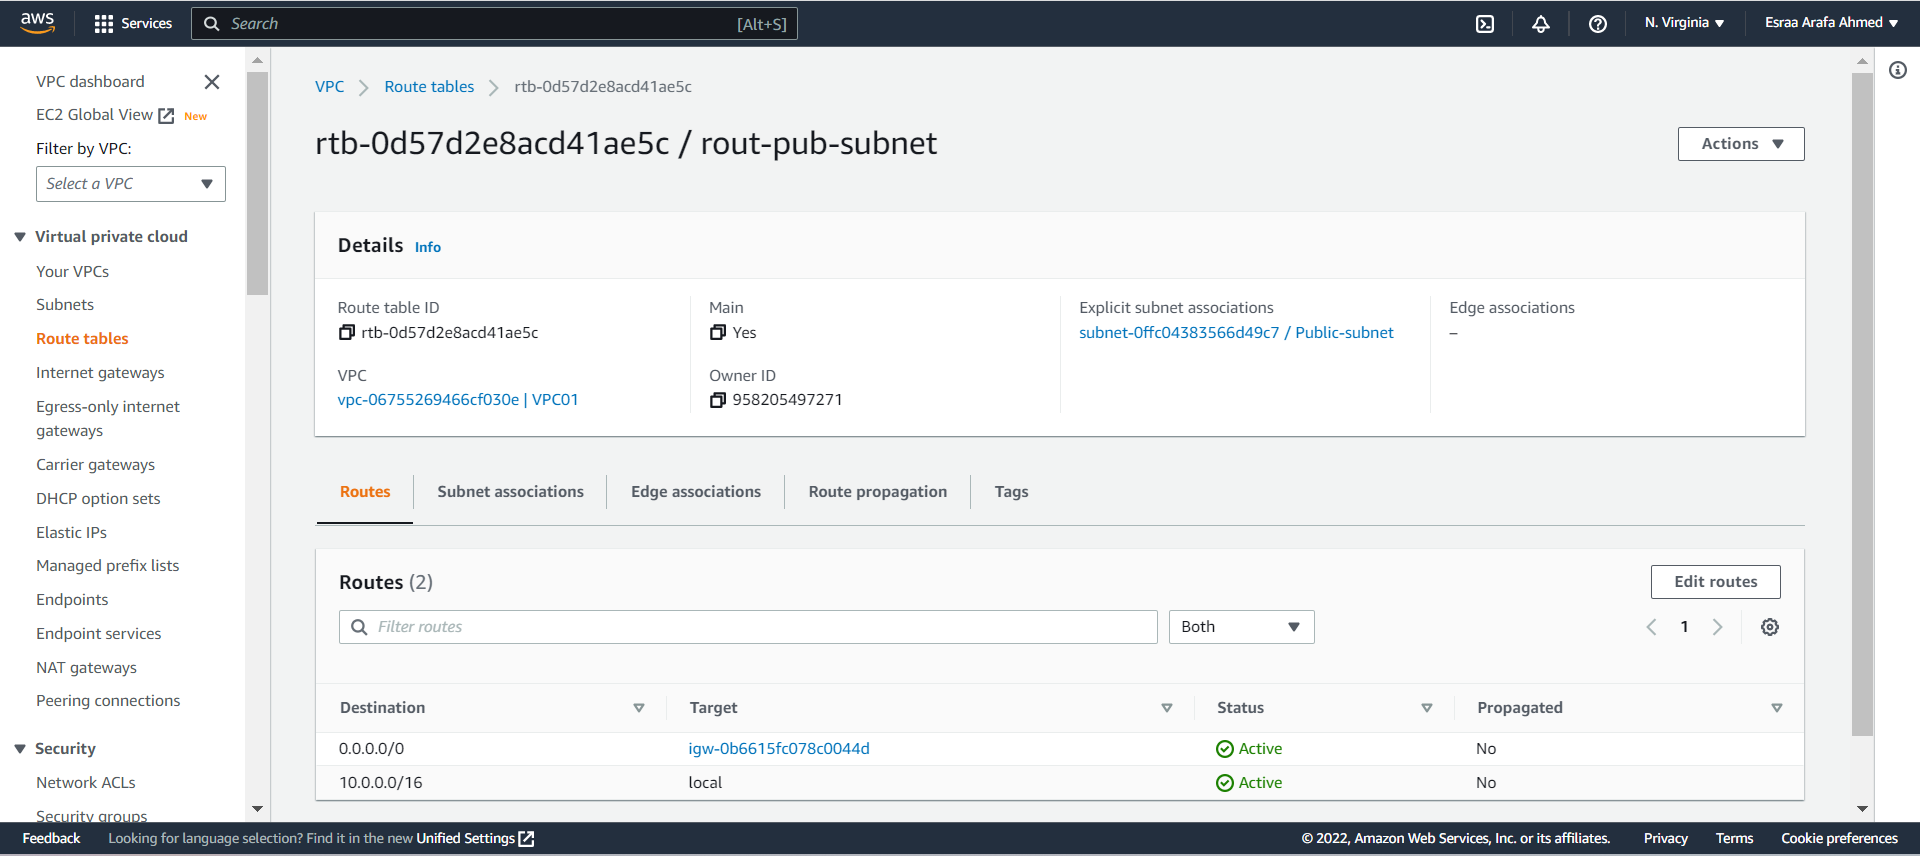 aws
Services
Search
[Alt+S]
N. Virginia
Esraa Arafa Ahmed
VPC dashboard
EC2 Global View New
Filter by VPC:
Select a VPC
Virtual private cloud
Your VPCs
Subnets
Route tables
Internet gateways
Egress-only internet
gateways
Carrier gateways
DHCP option sets
Elastic IPs
Managed prefix lists
Endpoints
Endpoint services
NAT gateways
Peering connections
Security
Network ACLs
Security groups
VPC Route tables rtb-0d57d2e8acd41ae5c
rtb-0d57d2e8acd41ae5c / rout-pub-subnet
Actions
Details Info
Route table ID
rtb-0d57d2e8acd41ae5c
Main
Yes
Explicit subnet associations
subnet-0ffc04383566d49c7 / Public-subnet
Edge associations
–
VPC
vpc-06755269466cf030e | VPC01
Owner ID
958205497271
Routes Subnet associations Edge associations Route propagation Tags
Routes (2)
Edit routes
Filter routes
Both
1
Destination Target Status Propagated
0.0.0.0/0 igw-0b6615fc078c0044d Active No
10.0.0.0/16 local Active No
Feedback Looking for language selection? Find it in the new Unified Settings
© 2022, Amazon Web Services, Inc. or its affiliates. Privacy Terms Cookie preferences